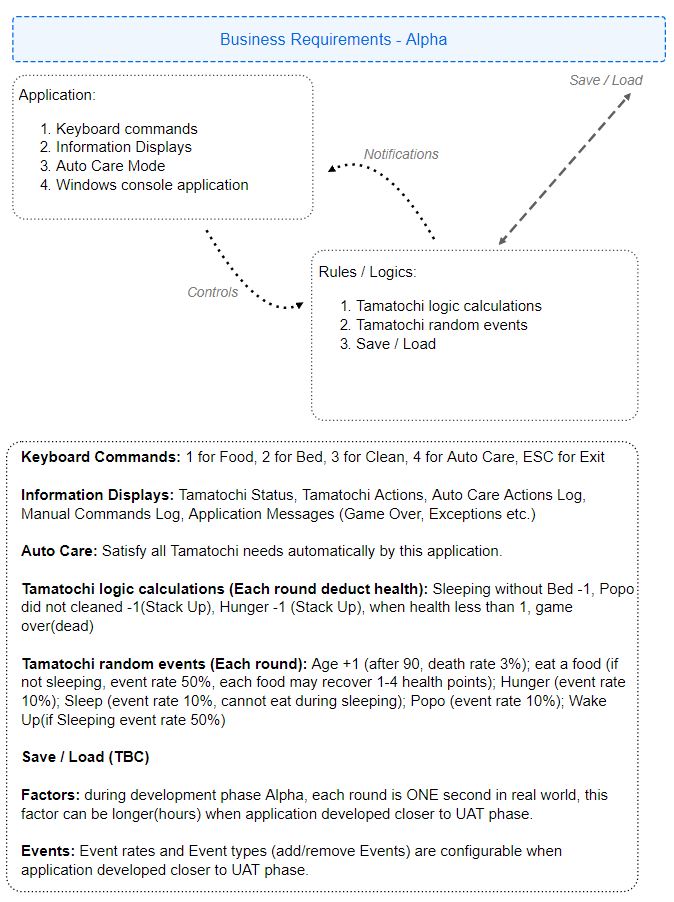 Business Requirements - Alpha
Save / Load
Application:
1. Keyboard commands
2. Information Displays
3. Auto Care Mode
4. Windows console application
Notifications
Controls
Rules / Logics:
1. Tamatochi logic calculations
2. Tamatochi random events
3. Save / Load
Keyboard Commands: 1 for Food, 2 for Bed, 3 for Clean, 4 for Auto Care, ESC for Exit
Information Displays: Tamatochi Status, Tamatochi Actions, Auto Care Actions Log,
Manual Commands Log, Application Messages (Game Over, Exceptions etc.)
Auto Care: Satisfy all Tamatochi needs automatically by this application.
Tamatochi logic calculations (Each round deduct health): Sleeping without Bed -1, Popo
did not cleaned -1(Stack Up), Hunger -1 (Stack Up), when health less than 1, game
over(dead)
Tamatochi random events (Each round): Age +1 (after 90, death rate 3%); eat a food (if
not sleeping, event rate 50%, each food may recover 1-4 health points); Hunger (event rate
10%); Sleep (event rate 10%, cannot eat during sleeping); Popo (event rate 10%); Wake
Up(if Sleeping event rate 50%)
Save / Load (TBC)
Factors: during development phase Alpha, each round is ONE second in real world, this
factor can be longer(hours) when application developed closer to UAT phase.
Events: Event rates and Event types (add/remove Events) are configurable when
application developed closer to UAT phase.